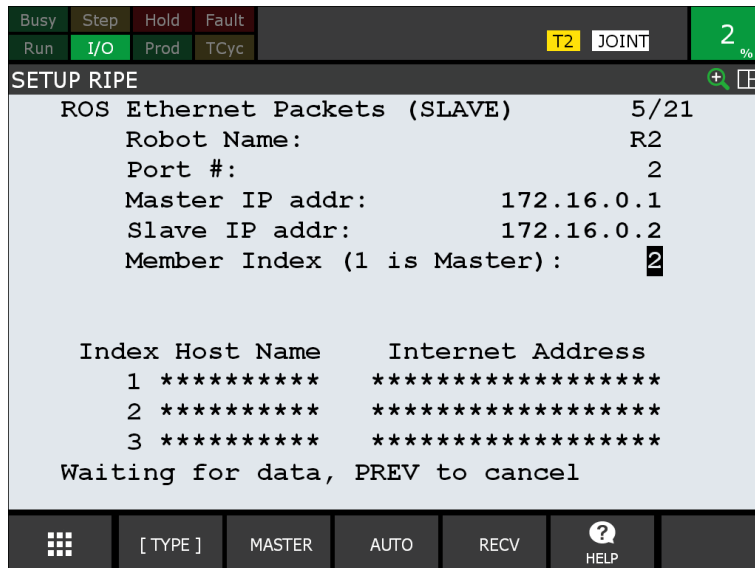 Busy Step Hold Fault
Run I/O Prod TCyc T2 JOINT 2 %
SETUP RIPE
ROS Ethernet Packets (SLAVE) 5/21
Robot Name: R2
Port #: 2
Master IP addr: 172.16.0.1
Slave IP addr: 172.16.0.2
Member Index (1 is Master): 2
Index Host Name Internet Address
1 ********** ******************
2 ********** ******************
3 ********** ******************
Waiting for data, PREV to cancel
[ TYPE ] MASTER AUTO RECV ? HELP